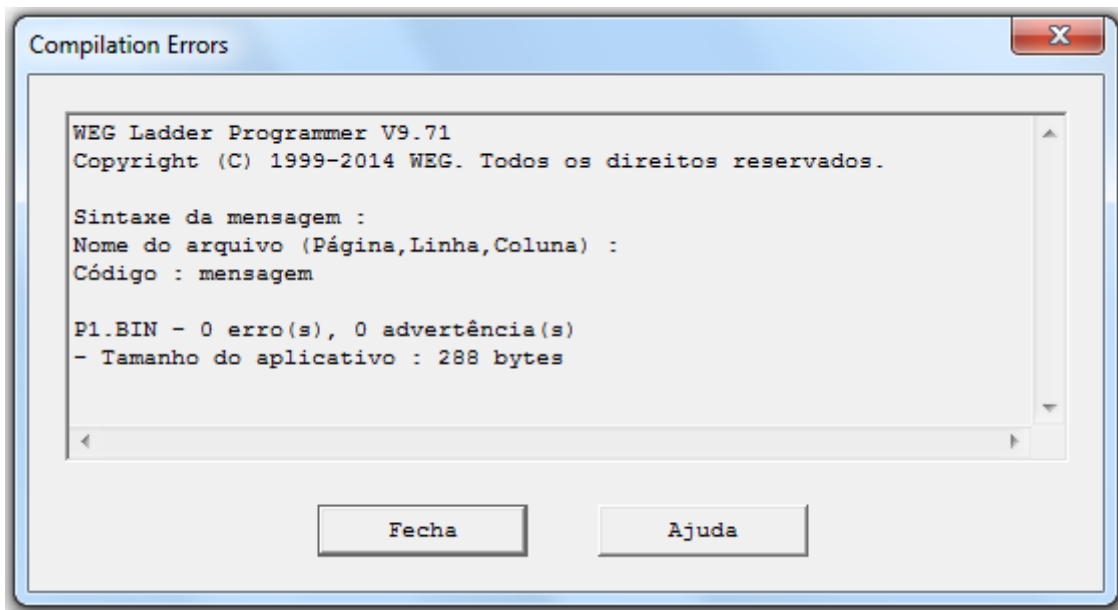 Compilation Errors
WEG Ladder Programmer V9.71
Copyright (C) 1999-2014 WEG. Todos os direitos reservados.
Sintaxe da mensagem :
Nome do arquivo (Página,Linha,Coluna) :
Código : mensagem
P1.BIN - 0 erro(s), 0 advertência(s)
- Tamanho do aplicativo : 288 bytes
Fecha
Ajuda